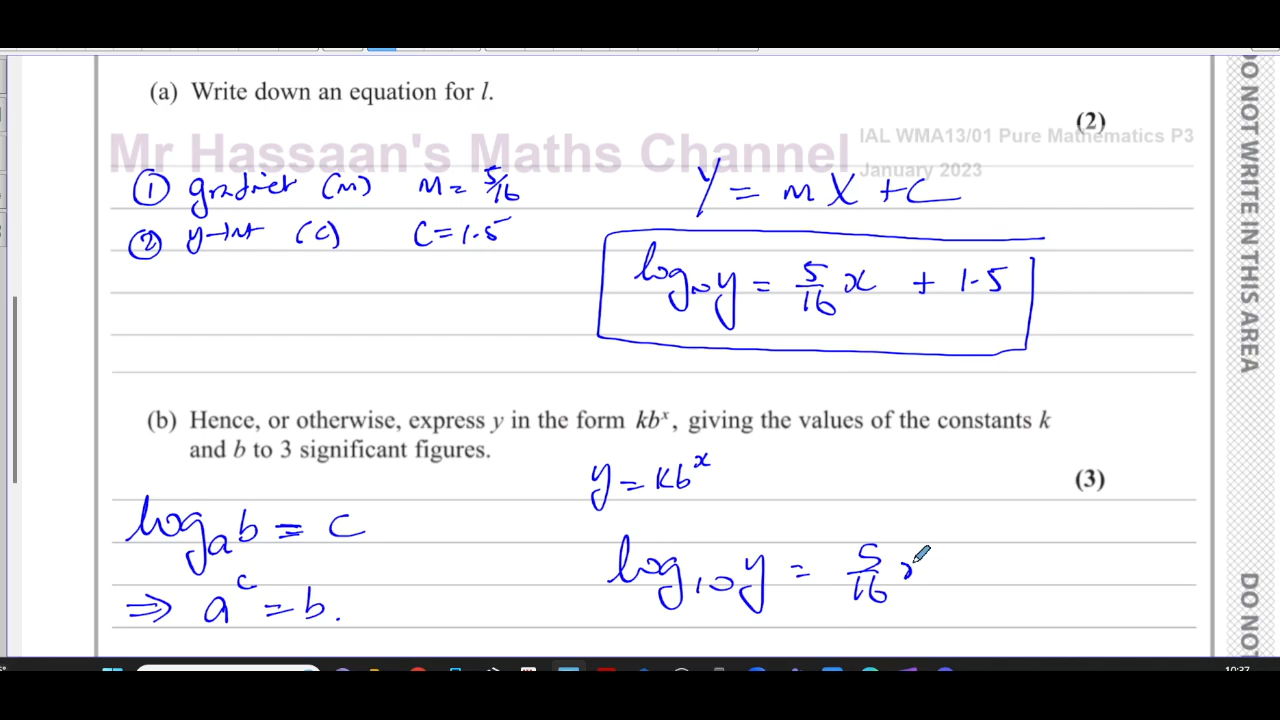 (a) Write down an equation for l.
(2)
Mr Hassaan's Maths Channel
IAL WMA13/01 Pure Mathematics P3
January 2023
① gradient (m) m = 5/16
② y-int (c) c = 1.5
Y = mX + C
log₁₀y = 5/16 x + 1.5
(b) Hence, or otherwise, express y in the form kbˣ, giving the values of the constants k
and b to 3 significant figures.
(3)
y = kbˣ
logₐb = c
⇒ aᶜ = b.
log₁₀y = 5/16
DO NOT WRITE IN THIS AREA
DO NOT
10:37